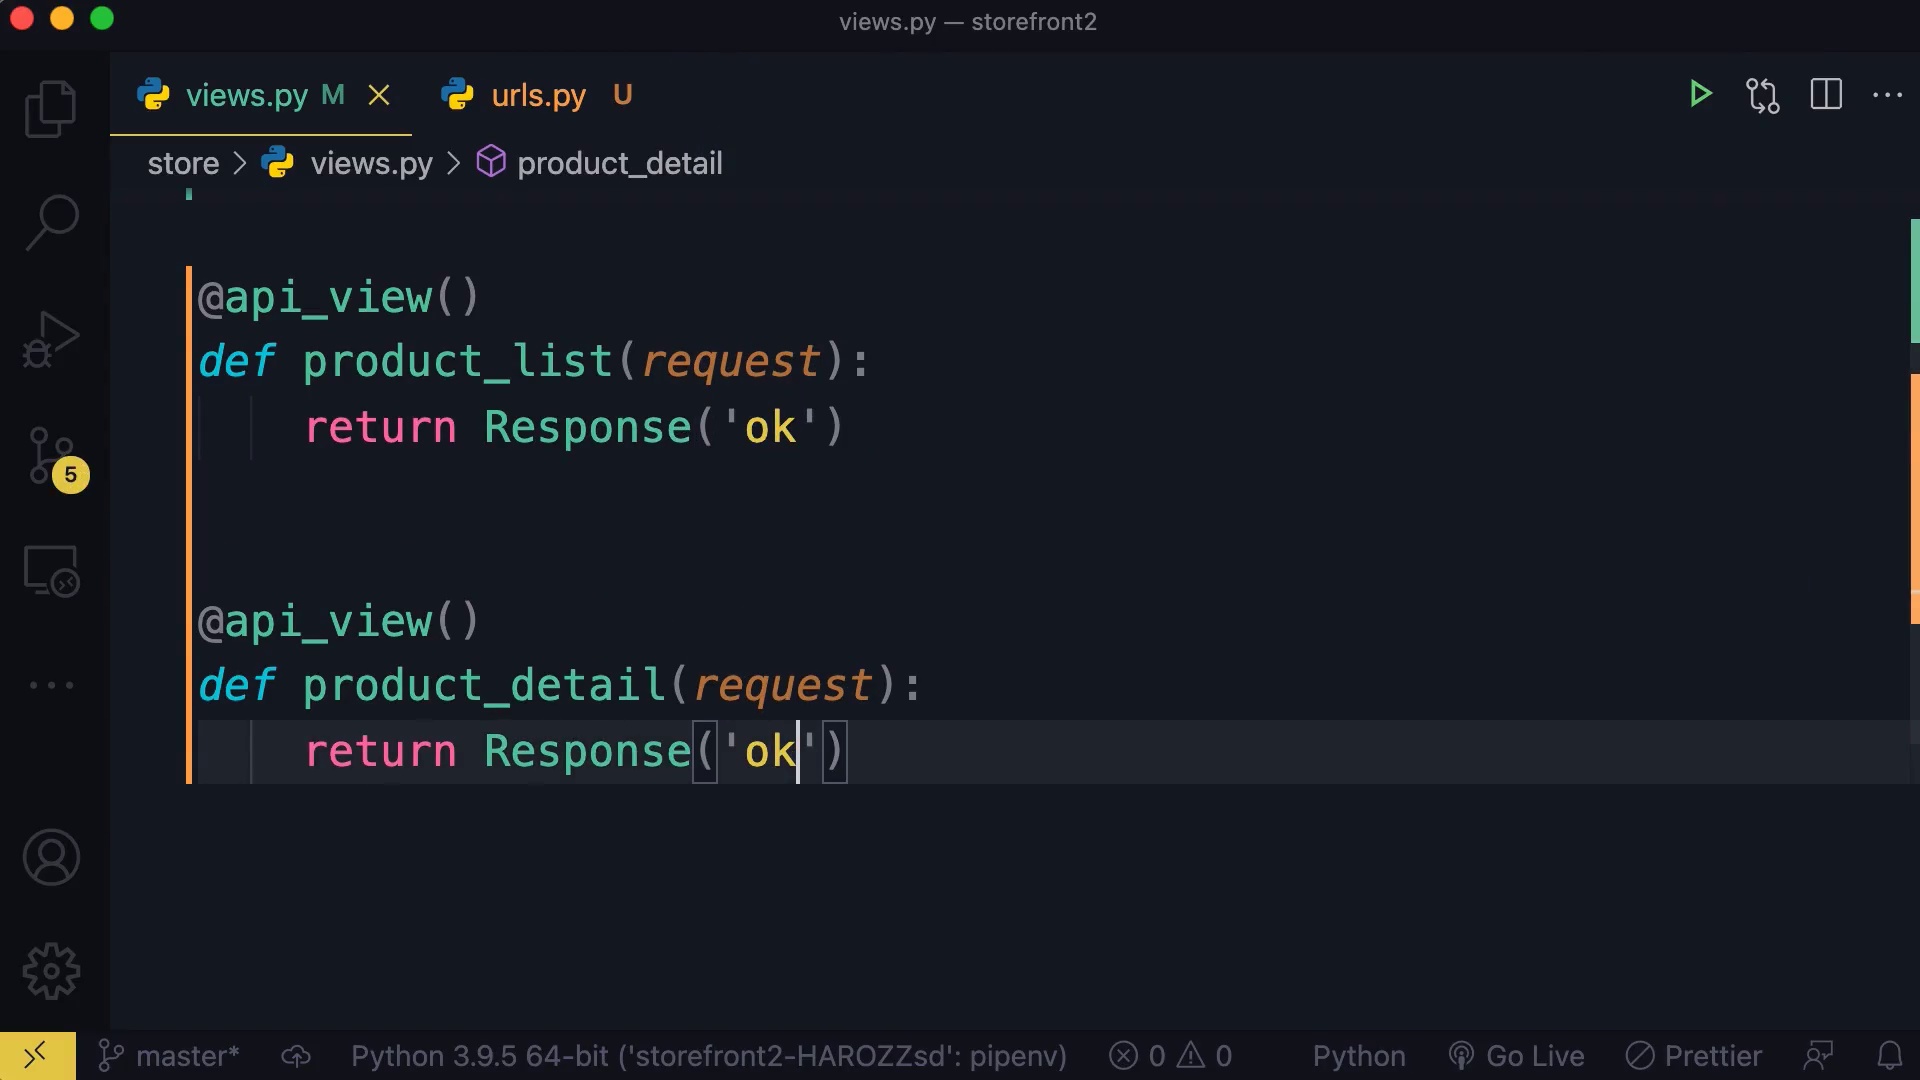 views.py — storefront2
views.py M urls.py U
store > views.py > product_detail
@api_view()
def product_list(request):
return Response('ok')
@api_view()
def product_detail(request):
return Response('ok')
5
master* Python 3.9.5 64-bit ('storefront2-HAROZZsd': pipenv) 0 0 Python Go Live Prettier